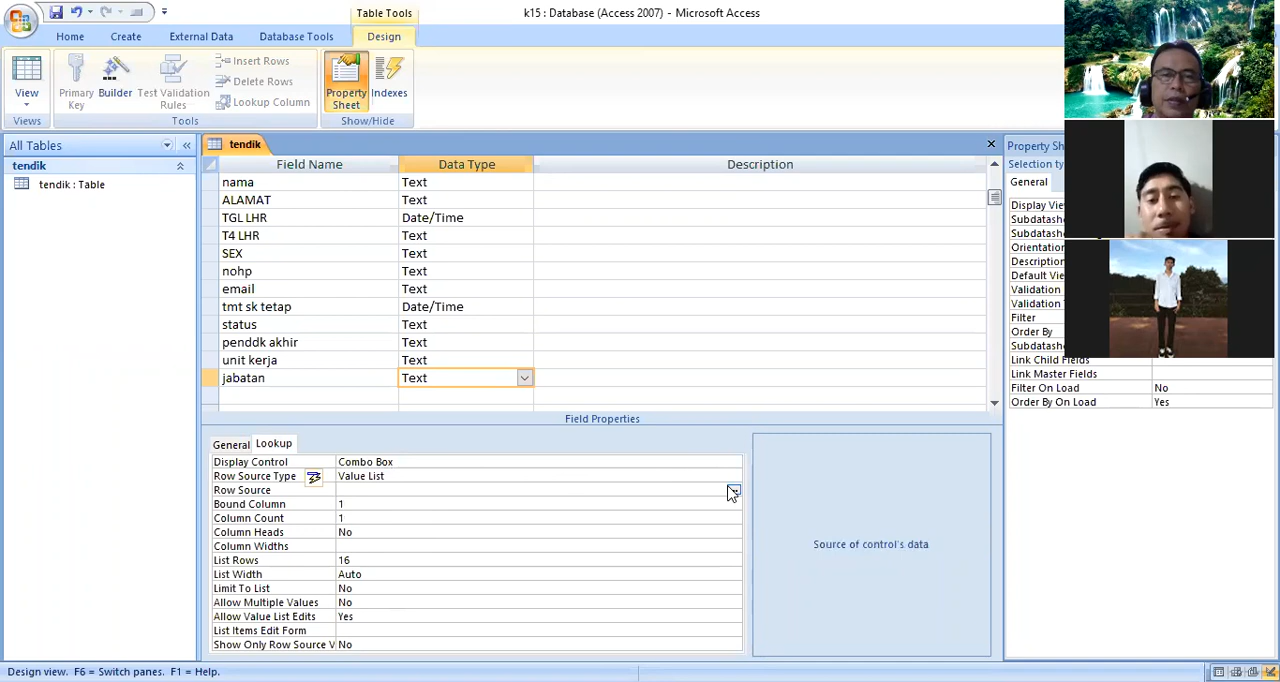 Table Tools
k15 : Database (Access 2007) - Microsoft Access
Home
Create
External Data
Database Tools
Design
View
Primary Key
Builder
Test Validation Rules
Insert Rows
Delete Rows
Lookup Column
Property Sheet
Indexes
Views
Tools
Show/Hide
All Tables
tendik
tendik : Table
tendik
Field Name Data Type Description
nama Text
ALAMAT Text
TGL LHR Date/Time
T4 LHR Text
SEX Text
nohp Text
email Text
tmt sk tetap Date/Time
status Text
penddk akhir Text
unit kerja Text
jabatan Text
Field Properties
General Lookup
Display Control Combo Box
Row Source Type Value List
Row Source
Bound Column 1
Column Count 1
Column Heads No
Column Widths
List Rows 16
List Width Auto
Limit To List No
Allow Multiple Values No
Allow Value List Edits Yes
List Items Edit Form
Show Only Row Source V No
Source of control's data
Property Sh
Selection ty
General
Display Vie
Subdatashe
Subdatashe
Orientation
Description
Default Vie
Validation
Validation
Filter
Order By
Subdatashe
Link Child Fields
Link Master Fields
Filter On Load No
Order By On Load Yes
Design view. F6 = Switch panes. F1 = Help.